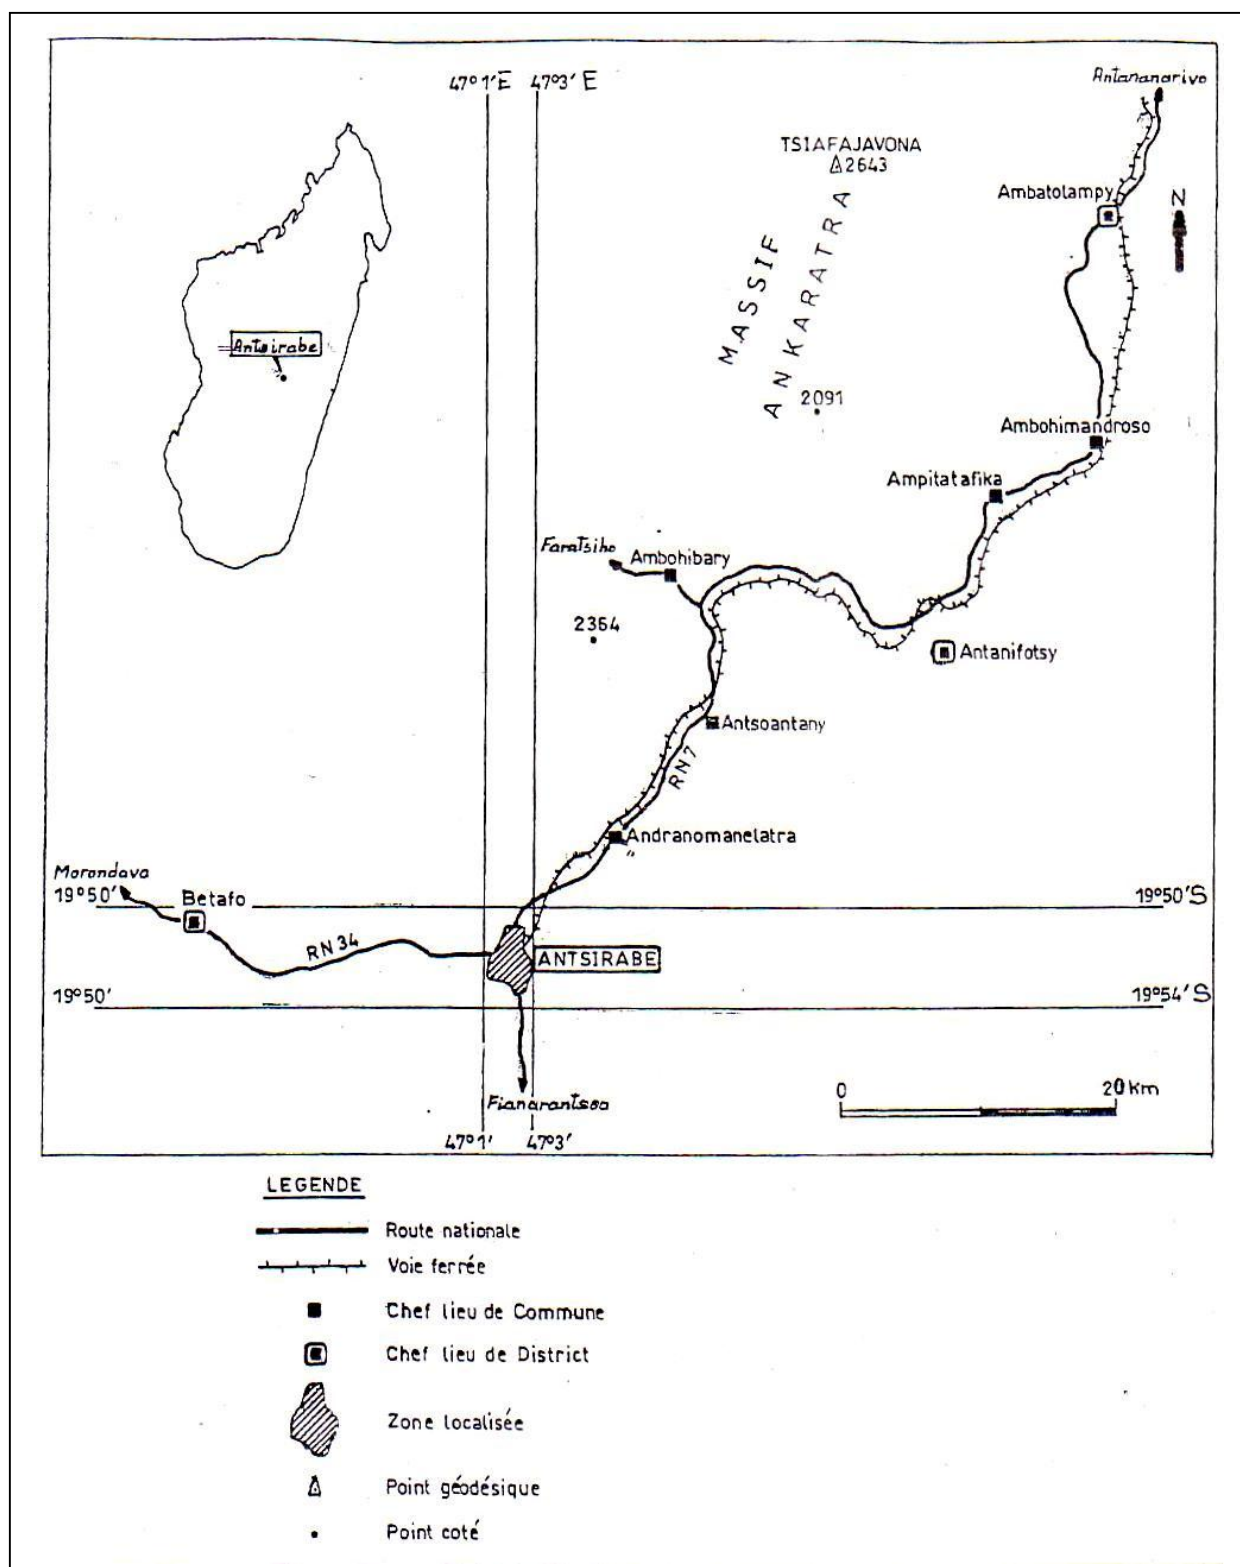 47°1' E 47°3' E
Antananarivo
TSIAFAJAVONA
2643
Ambatolampy
N
MASSIF
ANKARATRA
Antsirabe
2091
Ambohimandroso
Ampitatafika
Faratsiho
Ambohibary
2364
Antanifotsy
Antsoantany
RN7
Andranomanelatra
Morondava
19°50'
Betafo
19°50'S
RN 34
ANTSIRABE
19°50'
19°54'S
0 20 Km
Fianarantsoa
47°1' 47°3'
LEGENDE
Route nationale
Voie ferrée
Chef lieu de Commune
Chef lieu de District
Zone localisée
Point géodésique
Point coté